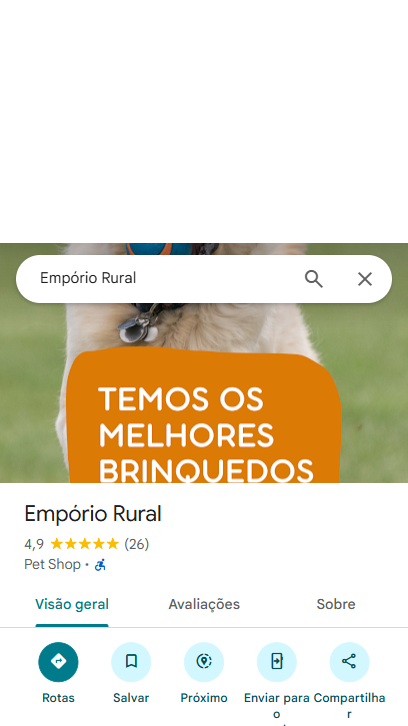 Empório Rural
TEMOS OS
MELHORES
BRINQUEDOS
Empório Rural
4,9 ★★★★★ (26)
Pet Shop ·
Visão geral Avaliações Sobre
Rotas Salvar Próximo Enviar para o Compartilhar